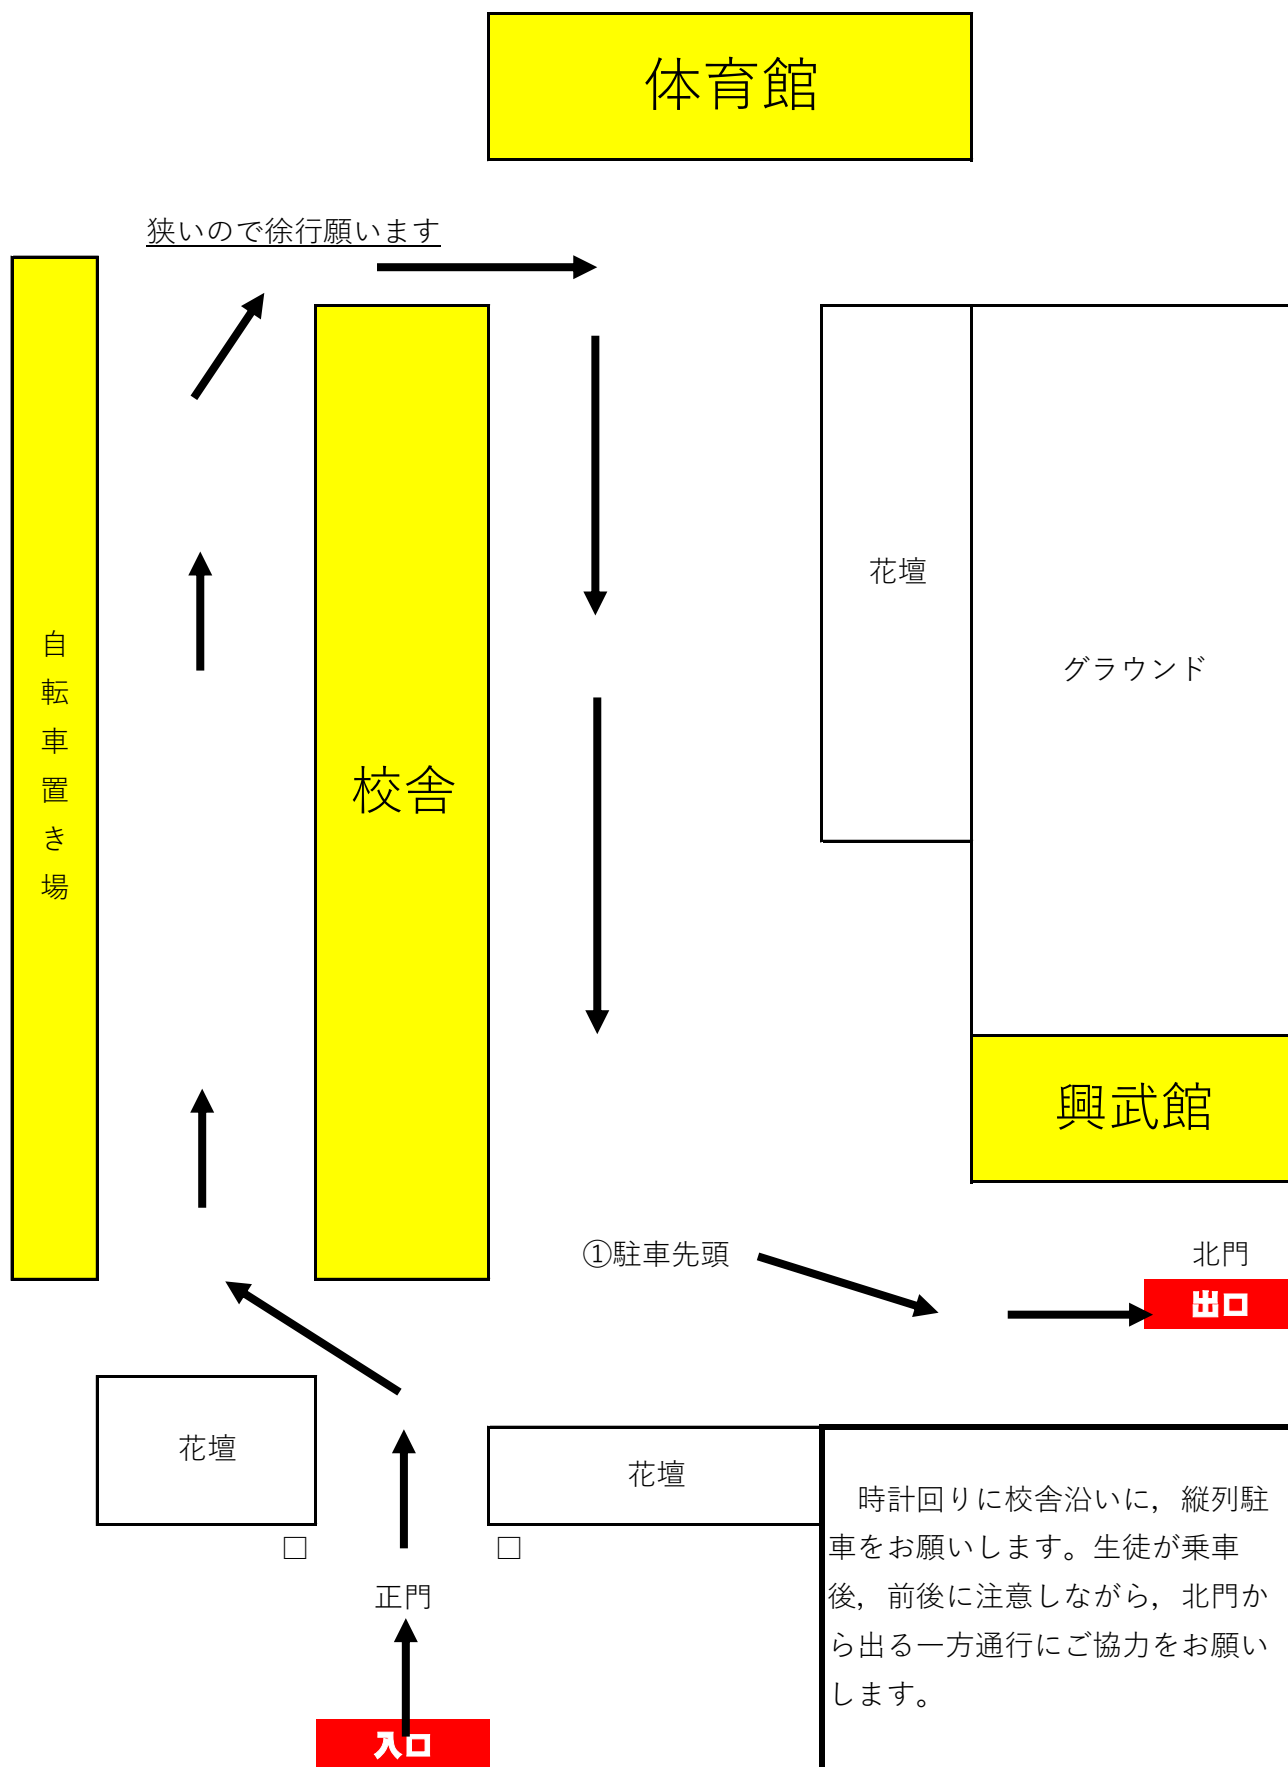 体育館
狭いので徐行願います
自転車置き場
校舎
花壇
グラウンド
興武館
①駐車先頭
北門
出口
花壇
花壇
□
□
正門
入口
　時計回りに校舎沿いに，縦列駐
車をお願いします。生徒が乗車
後，前後に注意しながら，北門か
ら出る一方通行にご協力をお願い
します。